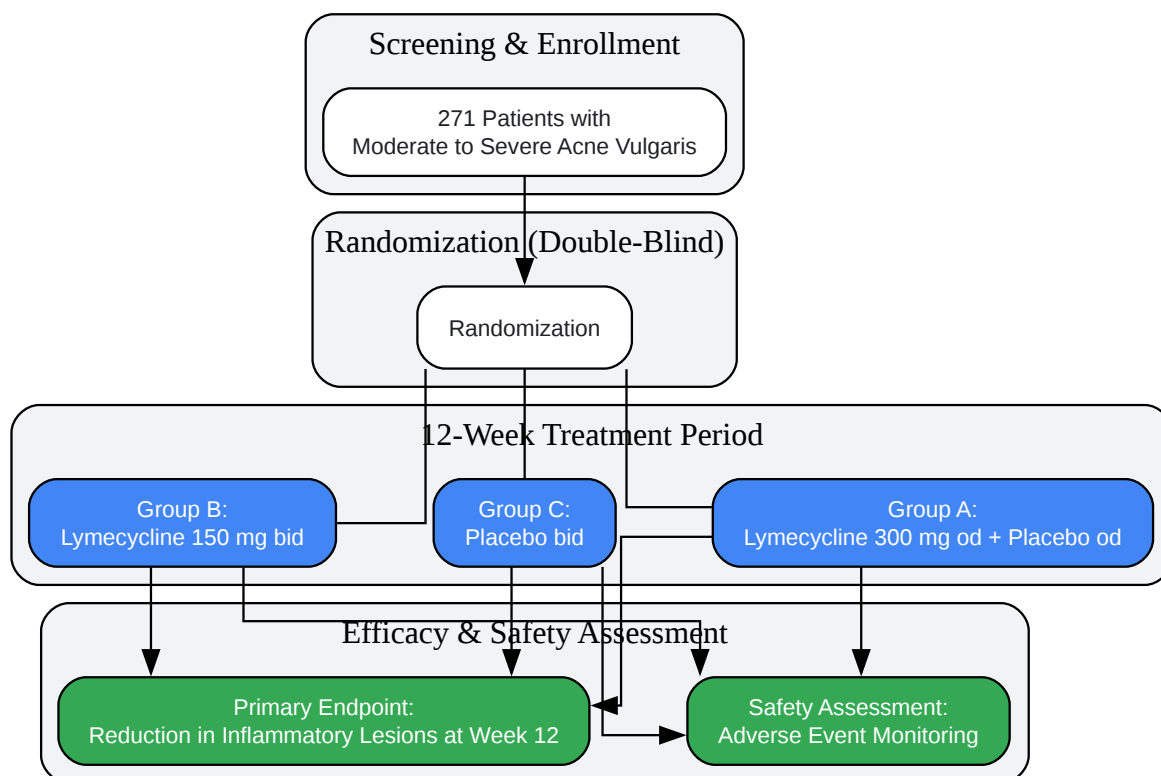 Screening & Enrollment
271 Patients with
Moderate to Severe Acne Vulgaris
Randomization (Double-Blind)
Randomization
12-Week Treatment Period
Group B:
Lymecycline 150 mg bid
Group C:
Placebo bid
Group A:
Lymecycline 300 mg od + Placebo od
Efficacy & Safety Assessment
Primary Endpoint:
Reduction in Inflammatory Lesions at Week 12
Safety Assessment:
Adverse Event Monitoring